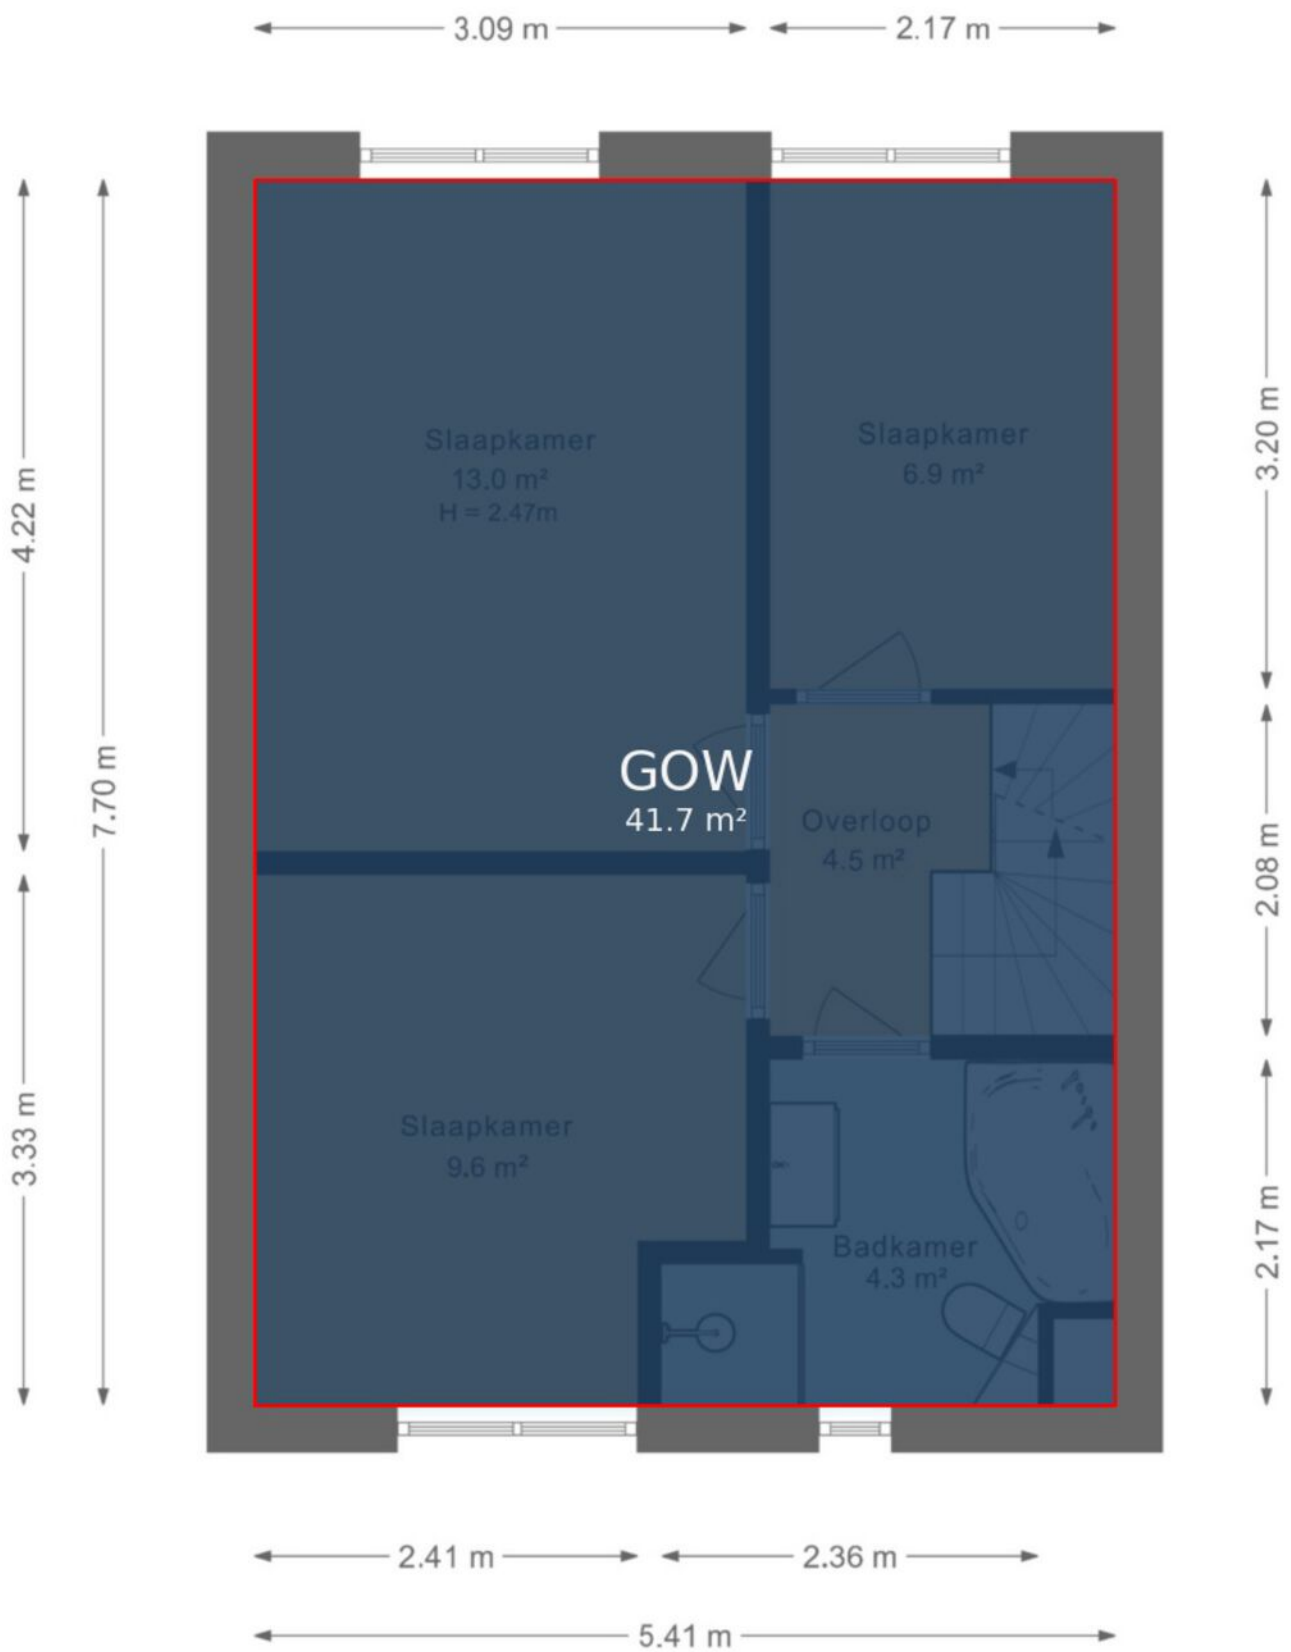 3.09 m
2.17 m
4.22 m
7.70 m
3.33 m
3.20 m
2.08 m
2.17 m
Slaapkamer
13.0 m²
H = 2.47m
Slaapkamer
6.9 m²
GOW
41.7 m²
Overloop
4.5 m²
Slaapkamer
9.6 m²
Badkamer
4.3 m²
2.41 m
2.36 m
5.41 m